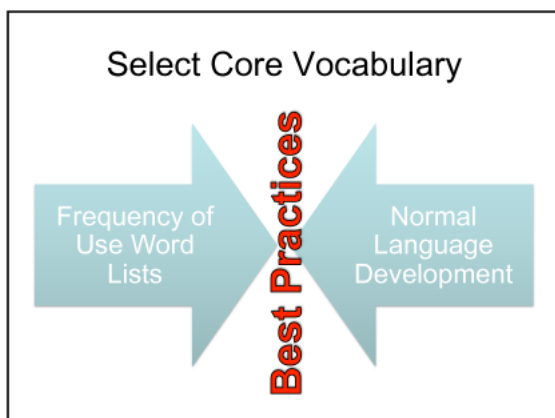 Select Core Vocabulary
Frequency of
Use Word
Lists
Best Practices
Normal
Language
Development